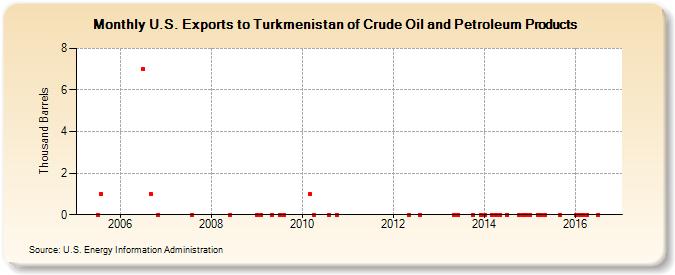 Monthly U.S. Exports to Turkmenistan of Crude Oil and Petroleum Products
Thousand Barrels
8
6
4
2
0
2006 2008 2010 2012 2014 2016
Source: U.S. Energy Information Administration